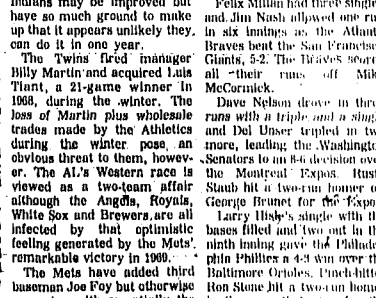 Indians may be improved but
have so much ground to make
up that it appears unlikely they
can do it in one year.
The Twins fired manager
Billy Martin and acquired Luis
Tiant, a 21-game winner in
1968, during the winter. The
loss of Martin plus wholesale
trades made by the Athletics
during the winter pose an
obvious threat to them, howev-
er. The AL's Western race is
viewed as a two-team affair
although the Angels, Royals,
White Sox and Brewers are all
infected by that optimistic
feeling generated by the Mets'
remarkable victory in 1969.
The Mets have added third
baseman Joe Foy but otherwise
Felix Millan had three single
and Jim Nash allowed one ru
in six innings as the Atlant
Braves beat the San Francisc
Giants, 5-2. The Braves scor
all their runs off Mik
McCormick.
Dave Nelson drove in thre
runs with a triple and a sing
and Del Unser tripled in tw
more, leading the Washingto
Senators to an 8-6 decision ove
the Montreal Expos. Rust
Staub hit a two-run homer o
George Brunet for the Expo
Larry Hisle's single with th
bases filled and two out in th
ninth inning gave the Philade
phia Phillies a 4-3 win over th
Baltimore Orioles. Pinch-hitte
Ron Stone hit a two-run home